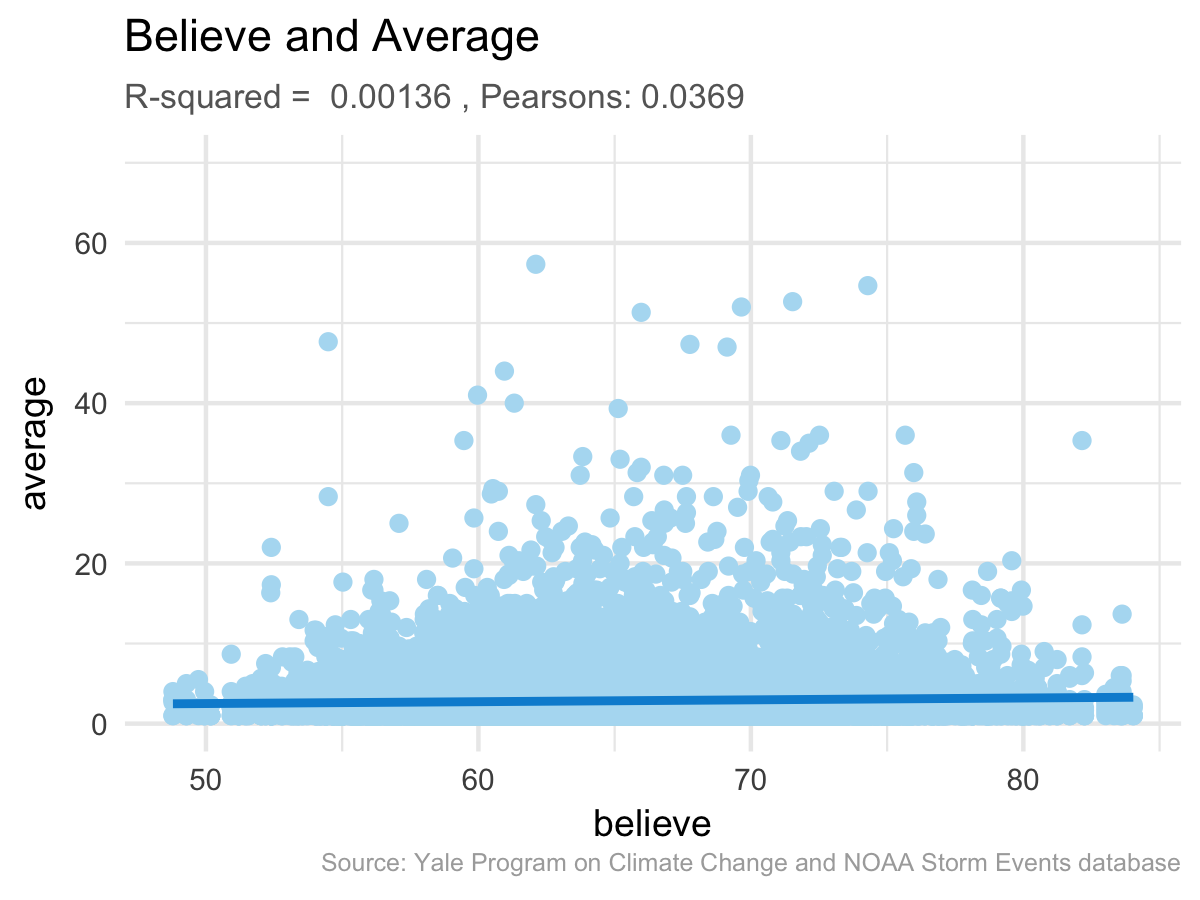 Believe and Average
R-squared =  0.00136 , Pearsons: 0.0369
60
40
20
0
average
50 60 70 80
believe
Source: Yale Program on Climate Change and NOAA Storm Events database